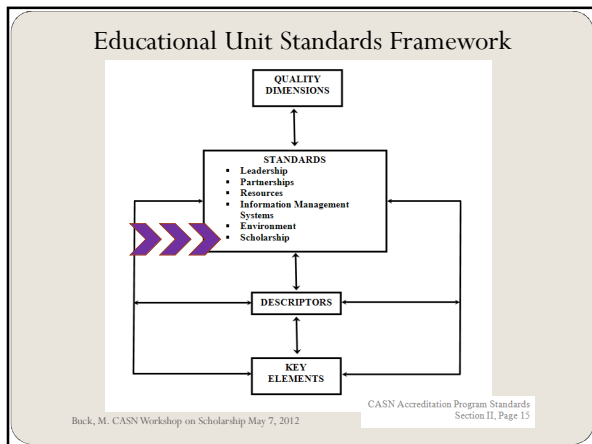 Educational Unit Standards Framework
QUALITY
DIMENSIONS
STANDARDS
▪ Leadership
▪ Partnerships
▪ Resources
▪ Information Management
Systems
▪ Environment
▪ Scholarship
DESCRIPTORS
KEY
ELEMENTS
CASN Accreditation Program Standards
Section II, Page 15
Buck, M. CASN Workshop on Scholarship May 7, 2012